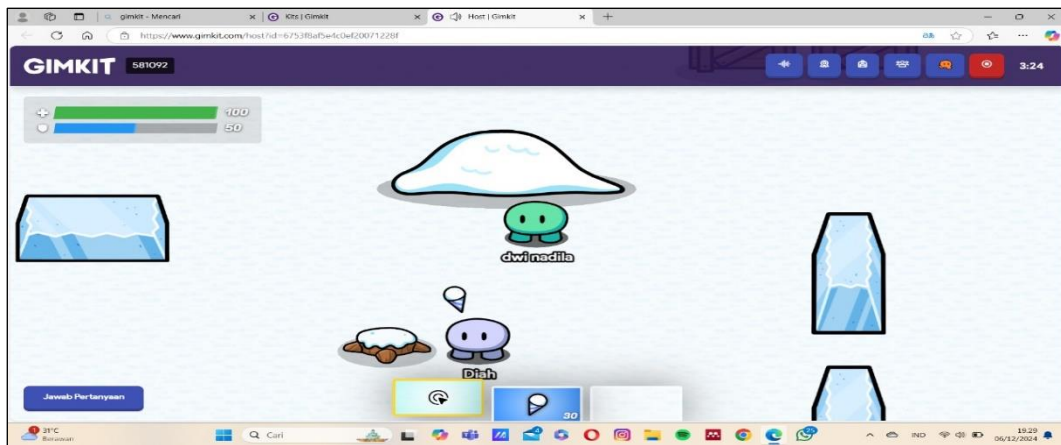 gimkit - Mencari
Kits | Gimkit
Host | Gimkit
https://www.gimkit.com/host?id=6753f8af5e4c0ef20071228f
GIMKIT 581092
3:24
100
50
dwi nadila
Diah
Jawab Pertanyaan
30
31°C
Berawan
Cari
IND
19.29
06/12/2024